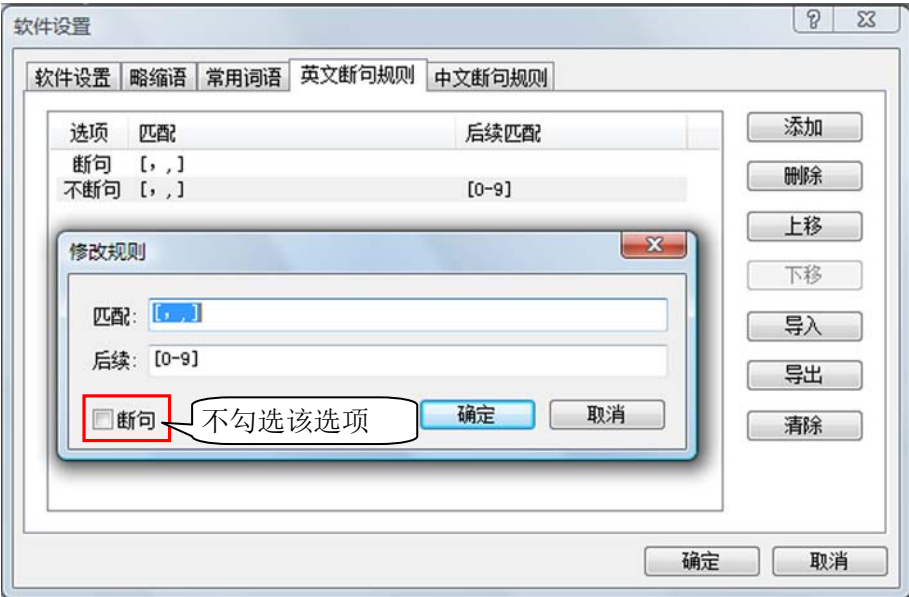 软件设置
软件设置 略缩语 常用词语 英文断句规则 中文断句规则
选项 匹配 后续匹配
断句 [，,]
不断句 [，,] [0-9]
添加
删除
上移
下移
导入
导出
清除
修改规则
匹配: [，,]
后续: [0-9]
断句 不勾选该选项 确定 取消
确定 取消